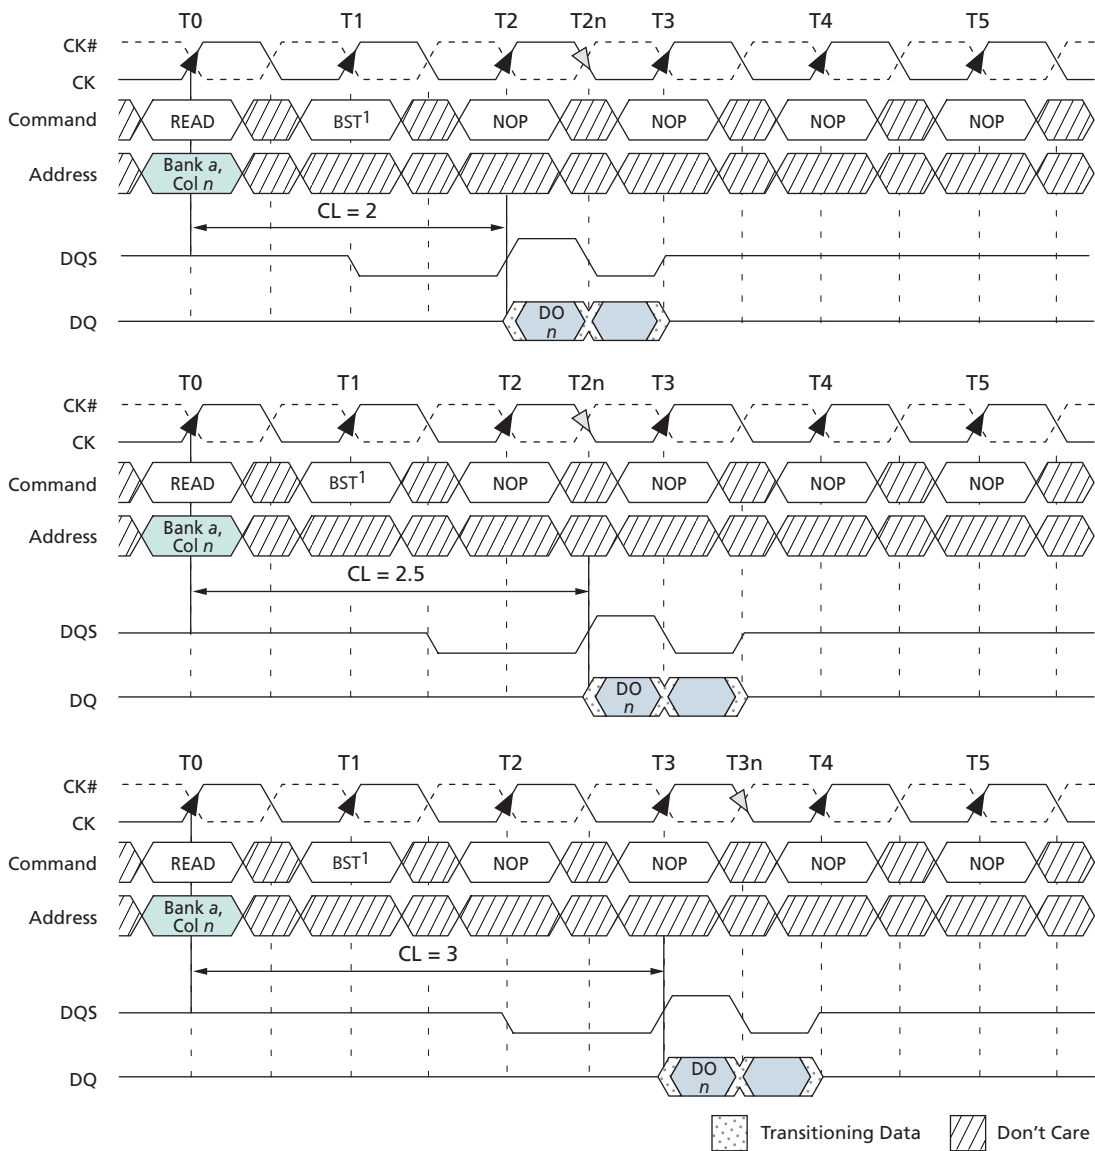 T0 T1 T2 T2n T3 T4 T5
CK#
CK
Command READ BST1 NOP NOP NOP NOP
Address Bank a,
Col n
CL = 2
DQS
DQ DO
n
T0 T1 T2 T2n T3 T4 T5
CK#
CK
Command READ BST1 NOP NOP NOP NOP
Address Bank a,
Col n
CL = 2.5
DQS
DQ DO
n
T0 T1 T2 T3 T3n T4 T5
CK#
CK
Command READ BST1 NOP NOP NOP NOP
Address Bank a,
Col n
CL = 3
DQS
DQ DO
n
Transitioning Data Don't Care